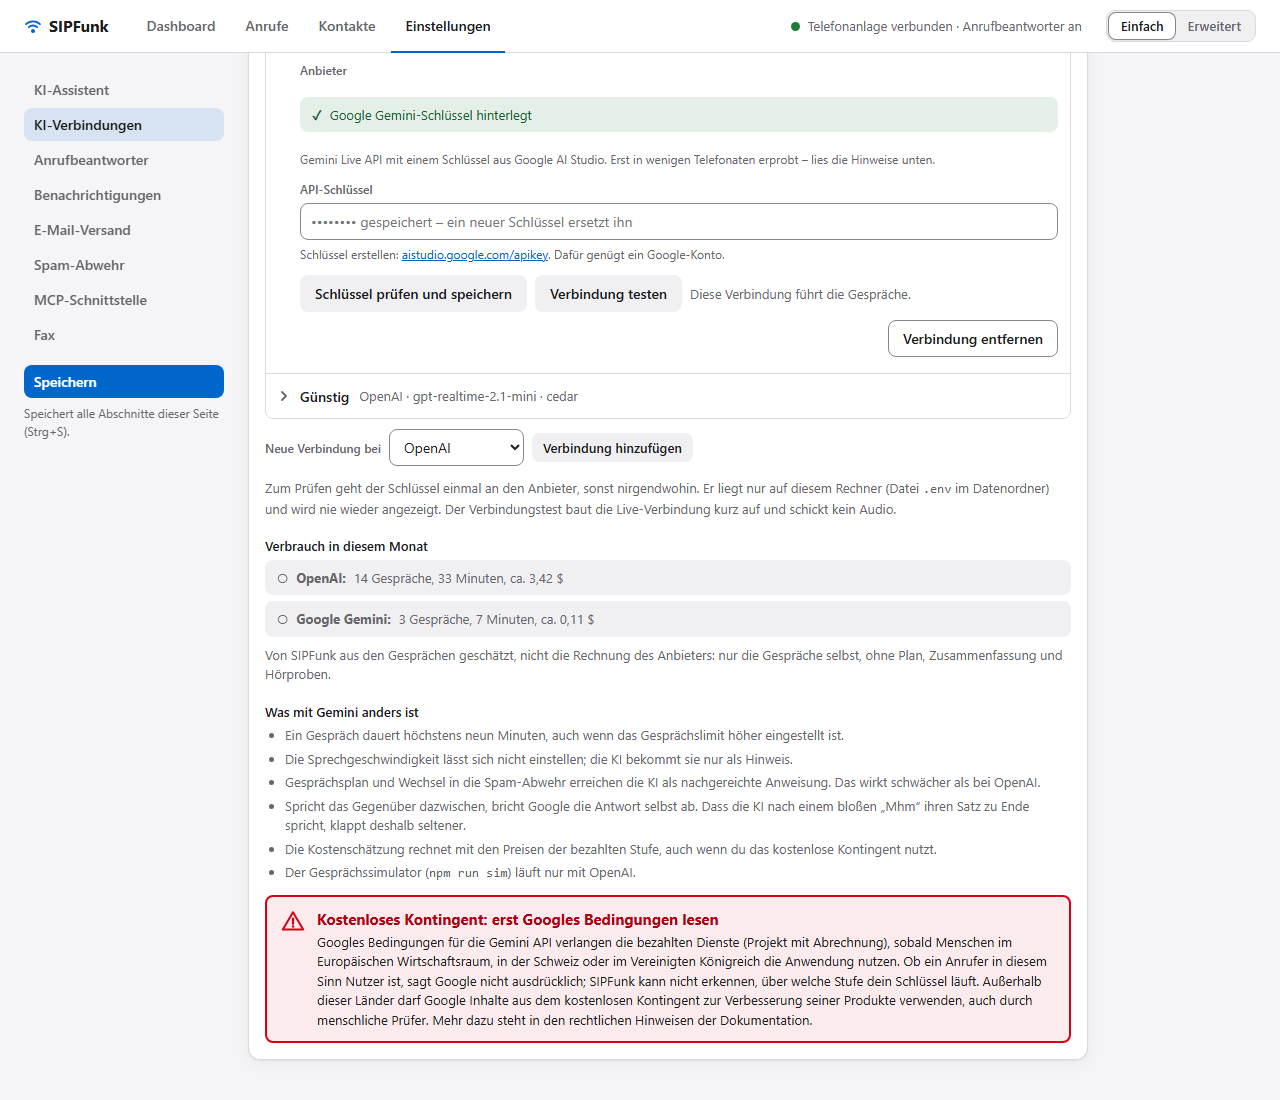 SIPFunk
Dashboard
Anrufe
Kontakte
Einstellungen
Telefonanlage verbunden · Anrufbeantworter an
Einfach
Erweitert
KI-Assistent
KI-Verbindungen
Anrufbeantworter
Benachrichtigungen
E-Mail-Versand
Spam-Abwehr
MCP-Schnittstelle
Fax
Speichern
Speichert alle Abschnitte dieser Seite
(Strg+S).
Anbieter
✓ Google Gemini-Schlüssel hinterlegt
Gemini Live API mit einem Schlüssel aus Google AI Studio. Erst in wenigen Telefonaten erprobt – lies die Hinweise unten.
API-Schlüssel
•••••••• gespeichert – ein neuer Schlüssel ersetzt ihn
Schlüssel erstellen: aistudio.google.com/apikey. Dafür genügt ein Google-Konto.
Schlüssel prüfen und speichern
Verbindung testen
Diese Verbindung führt die Gespräche.
Verbindung entfernen
Günstig OpenAI · gpt-realtime-2.1-mini · cedar
Neue Verbindung bei
OpenAI
Verbindung hinzufügen
Zum Prüfen geht der Schlüssel einmal an den Anbieter, sonst nirgendwohin. Er liegt nur auf diesem Rechner (Datei .env im Datenordner)
und wird nie wieder angezeigt. Der Verbindungstest baut die Live-Verbindung kurz auf und schickt kein Audio.
Verbrauch in diesem Monat
OpenAI: 14 Gespräche, 33 Minuten, ca. 3,42 $
Google Gemini: 3 Gespräche, 7 Minuten, ca. 0,11 $
Von SIPFunk aus den Gesprächen geschätzt, nicht die Rechnung des Anbieters: nur die Gespräche selbst, ohne Plan, Zusammenfassung und
Hörproben.
Was mit Gemini anders ist
• Ein Gespräch dauert höchstens neun Minuten, auch wenn das Gesprächslimit höher eingestellt ist.
• Die Sprechgeschwindigkeit lässt sich nicht einstellen; die KI bekommt sie nur als Hinweis.
• Gesprächsplan und Wechsel in die Spam-Abwehr erreichen die KI als nachgereichte Anweisung. Das wirkt schwächer als bei OpenAI.
• Spricht das Gegenüber dazwischen, bricht Google die Antwort selbst ab. Dass die KI nach einem bloßen „Mhm“ ihren Satz zu Ende
spricht, klappt deshalb seltener.
• Die Kostenschätzung rechnet mit den Preisen der bezahlten Stufe, auch wenn du das kostenlose Kontingent nutzt.
• Der Gesprächssimulator (npm run sim) läuft nur mit OpenAI.
Kostenloses Kontingent: erst Googles Bedingungen lesen
Googles Bedingungen für die Gemini API verlangen die bezahlten Dienste (Projekt mit Abrechnung), sobald Menschen im
Europäischen Wirtschaftsraum, in der Schweiz oder im Vereinigten Königreich die Anwendung nutzen. Ob ein Anrufer in diesem
Sinn Nutzer ist, sagt Google nicht ausdrücklich; SIPFunk kann nicht erkennen, über welche Stufe dein Schlüssel läuft. Außerhalb
dieser Länder darf Google Inhalte aus dem kostenlosen Kontingent zur Verbesserung seiner Produkte verwenden, auch durch
menschliche Prüfer. Mehr dazu steht in den rechtlichen Hinweisen der Dokumentation.